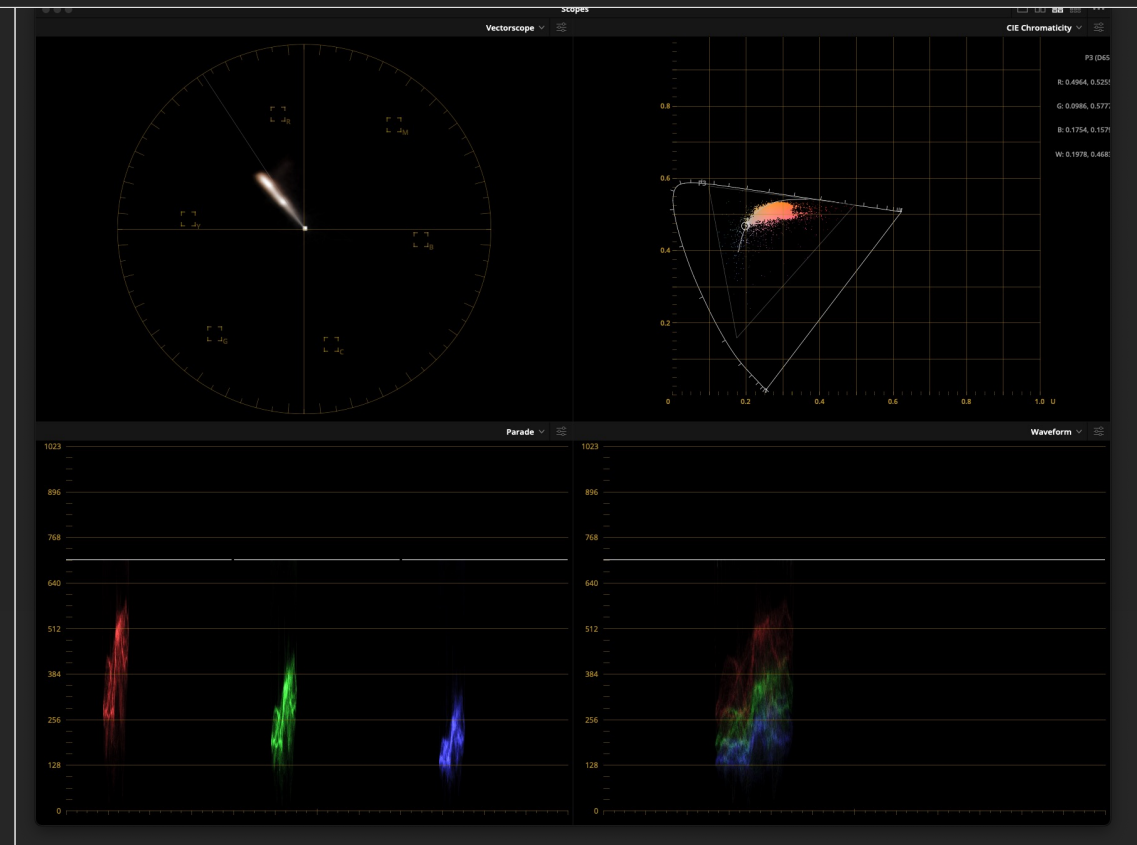 Scopes
Vectorscope
CIE Chromaticity
R
M
Y
B
G
C
P3 (D65
R: 0.4964, 0.5255
G: 0.0986, 0.5777
B: 0.1754, 0.1579
W: 0.1978, 0.4683
0.8
0.6
0.4
0.2
0 0.2 0.4 0.6 0.8 1.0 U
Parade
Waveform
1023
896
768
640
512
384
256
128
0
1023
896
768
640
512
384
256
128
0